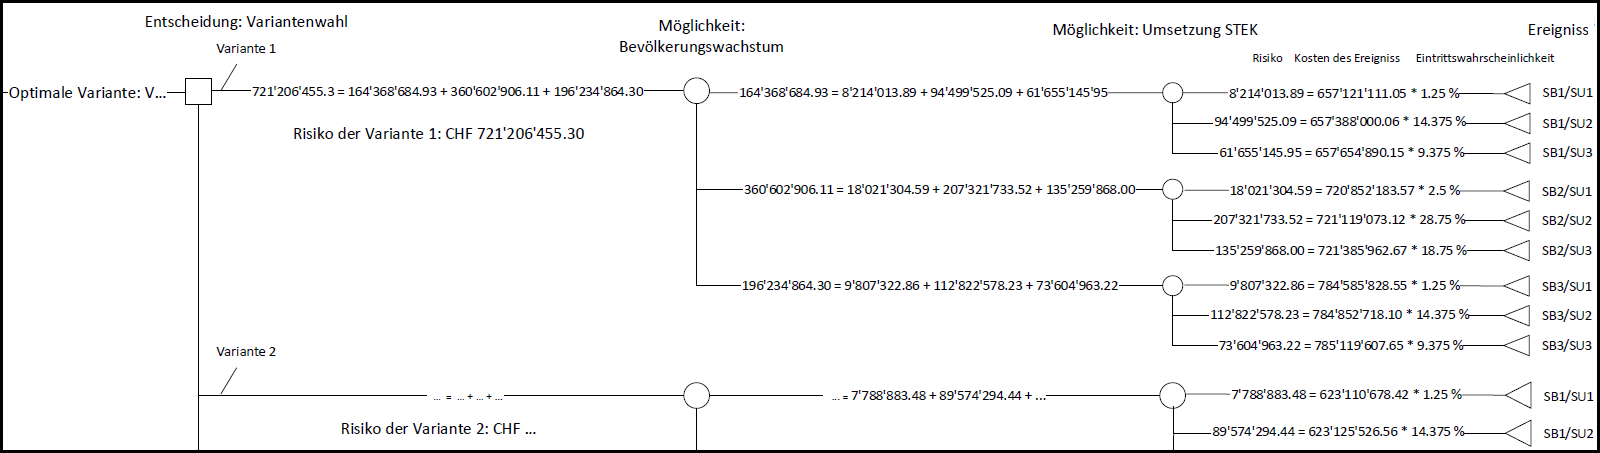 Entscheidung: Variantenwahl
Möglichkeit:
Bevölkerungswachstum
Möglichkeit: Umsetzung STEK
Ereigniss
Risiko Kosten des Ereigniss Eintrittswahrscheinlichkeit
Variante 1
Optimale Variante: V...
721'206'455.3 = 164'368'684.93 + 360'602'906.11 + 196'234'864.30
164'368'684.93 = 8'214'013.89 + 94'499'525.09 + 61'655'145'95
8'214'013.89 = 657'121'111.05 * 1.25 %
SB1/SU1
94'499'525.09 = 657'388'000.06 * 14.375 %
SB1/SU2
Risiko der Variante 1: CHF 721'206'455.30
61'655'145.95 = 657'654'890.15 * 9.375 %
SB1/SU3
360'602'906.11 = 18'021'304.59 + 207'321'733.52 + 135'259'868.00
18'021'304.59 = 720'852'183.57 * 2.5 %
SB2/SU1
207'321'733.52 = 721'119'073.12 * 28.75 %
SB2/SU2
135'259'868.00 = 721'385'962.67 * 18.75 %
SB2/SU3
196'234'864.30 = 9'807'322.86 + 112'822'578.23 + 73'604'963.22
9'807'322.86 = 784'585'828.55 * 1.25 %
SB3/SU1
112'822'578.23 = 784'852'718.10 * 14.375 %
SB3/SU2
73'604'963.22 = 785'119'607.65 * 9.375 %
SB3/SU3
Variante 2
... = ... + ... + ...
... = 7'788'883.48 + 89'574'294.44 + ...
7'788'883.48 = 623'110'678.42 * 1.25 %
SB1/SU1
Risiko der Variante 2: CHF ...
89'574'294.44 = 623'125'526.56 * 14.375 %
SB1/SU2